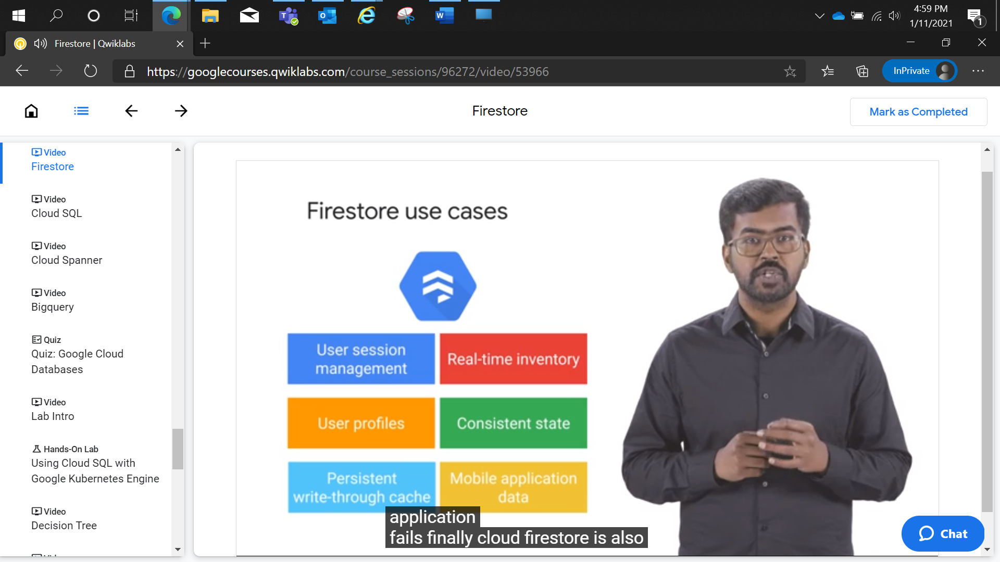 4:59 PM
1/11/2021
1
Firestore | Qwiklabs
https://googlecourses.qwiklabs.com/course_sessions/96272/video/53966
InPrivate
Firestore
Mark as Completed
Video
Firestore
Video
Cloud SQL
Video
Cloud Spanner
Video
Bigquery
Quiz
Quiz: Google Cloud
Databases
Video
Lab Intro
Hands-On Lab
Using Cloud SQL with
Google Kubernetes Engine
Video
Decision Tree
Firestore use cases
User session
management
Real-time inventory
User profiles
Consistent state
Persistent
write-through cache
Mobile application
data
application
fails finally cloud firestore is also
Chat